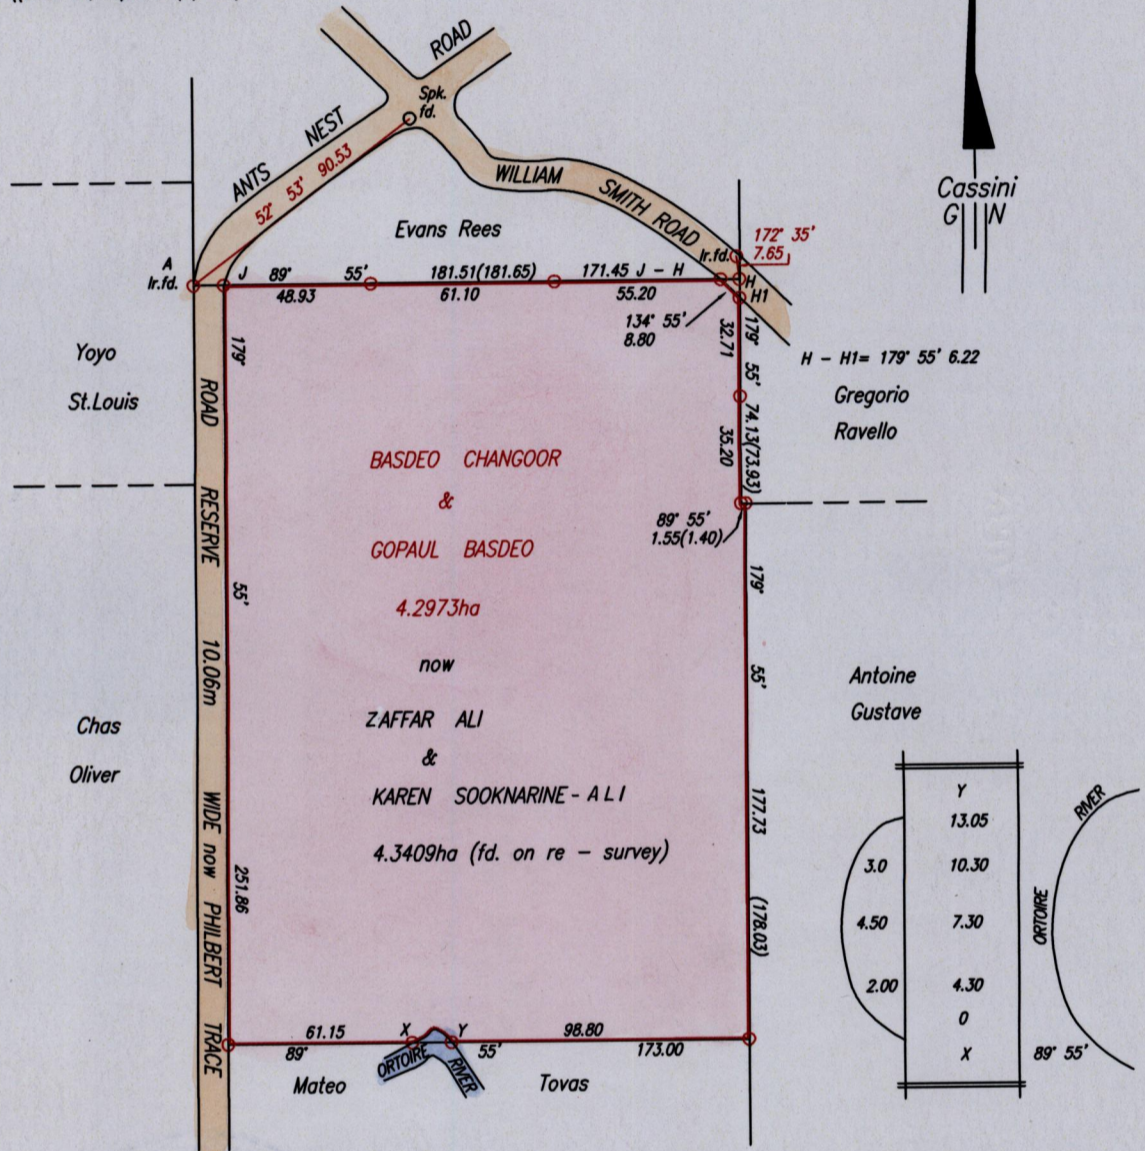 ROAD
Spk.
fd.
ANTS NEST
52° 53' 90.53
WILLIAM SMITH ROAD
Cassini
G N
Evans Rees
172° 35'
7.65
Ir.fd.
A
Ir.fd.
J 89° 55' 181.51(181.65) 171.45 J - H
H
48.93 61.10 55.20
H1
134° 55'
8.80
H - H1= 179° 55' 6.22
179° 55' 74.13(73.93)
32.71
35.20
Yoyo
St.Louis
Gregorio
Ravello
BASDEO CHANGOOR
&
GOPAUL BASDEO
4.2973ha
now
ZAFFAR ALI
&
KAREN SOOKNARINE-ALI
4.3409ha (fd. on re - survey)
89° 55'
1.55(1.40)
179° 55' 177.73 (178.03)
179° 55' 251.86
ROAD RESERVE 10.06m WIDE now PHILBERT TRACE
Antoine
Gustave
Chas
Oliver
61.15 X Y 98.80
89° 55' 173.00
ORTOIRE RIVER
Mateo Tovas
Y
13.05
3.0 10.30
4.50 7.30
2.00 4.30
0
X
89° 55'
ORTOIRE
RIVER